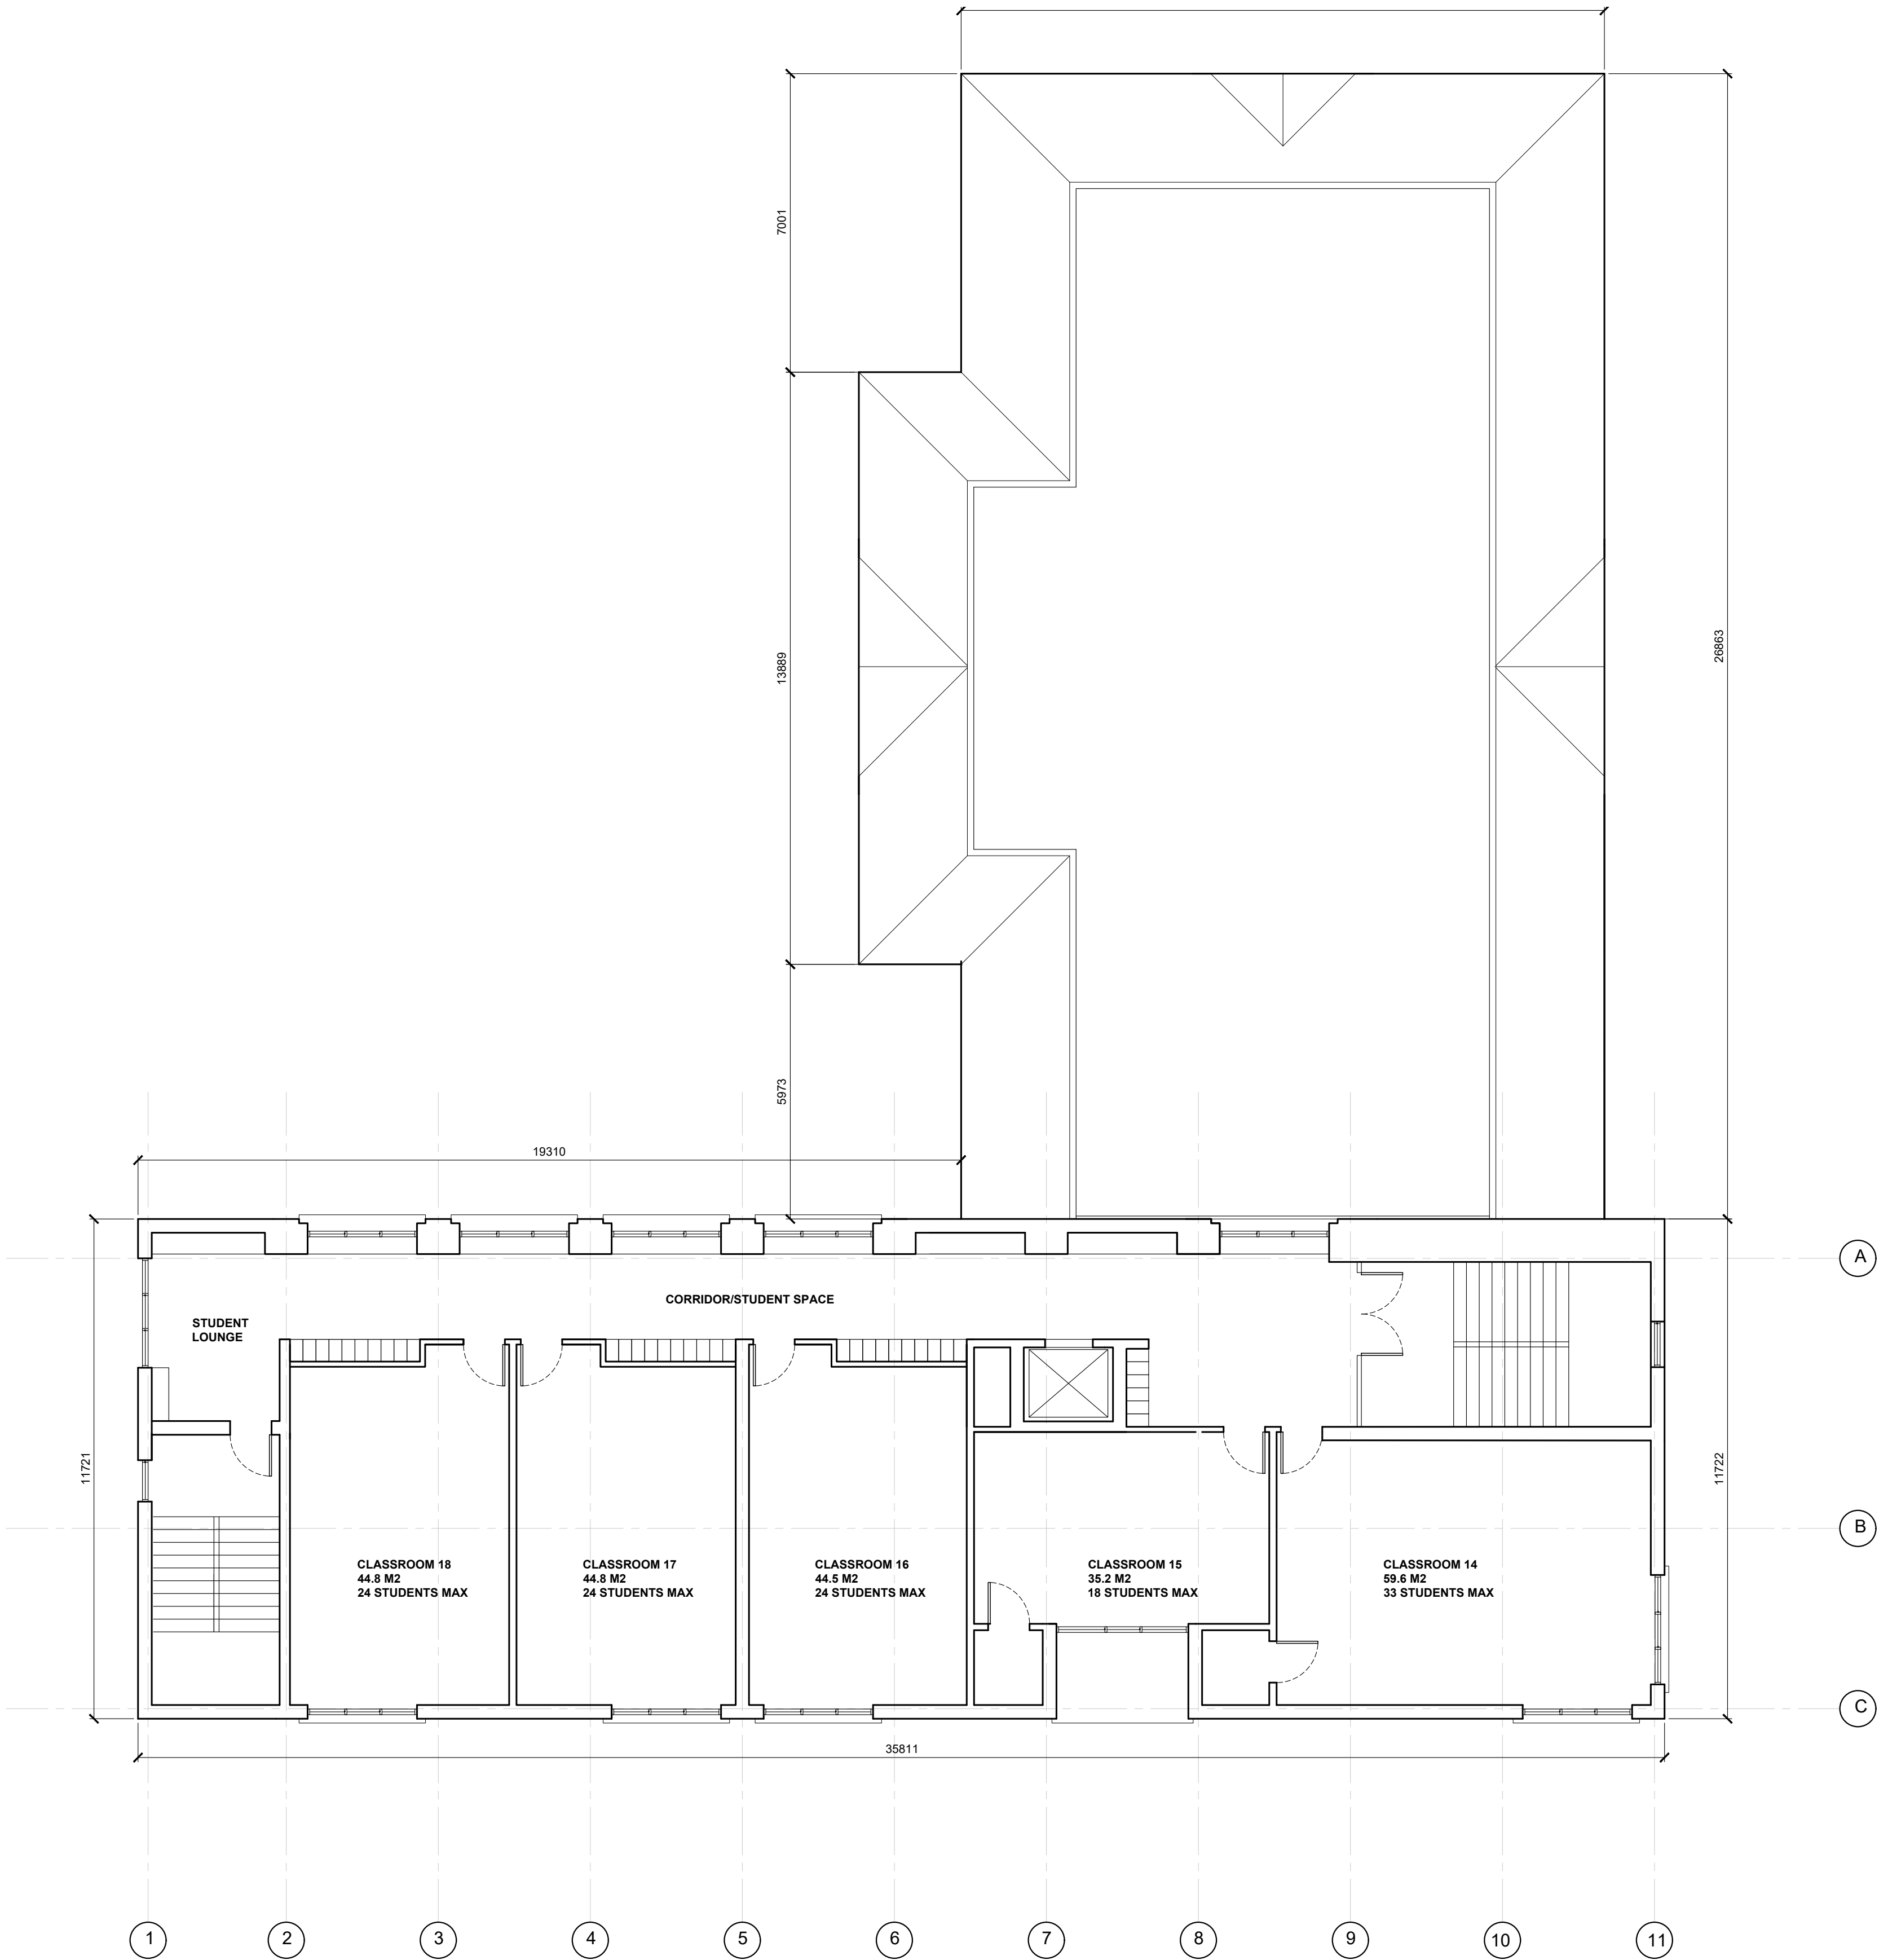 7001
13889
26863
5973
19310
A
CORRIDOR/STUDENT SPACE
STUDENT
LOUNGE
11721
11722
B
CLASSROOM 18
44.8 M2
24 STUDENTS MAX
CLASSROOM 17
44.8 M2
24 STUDENTS MAX
CLASSROOM 16
44.5 M2
24 STUDENTS MAX
CLASSROOM 15
35.2 M2
18 STUDENTS MAX
CLASSROOM 14
59.6 M2
33 STUDENTS MAX
C
35811
1 2 3 4 5 6 7 8 9 10 11